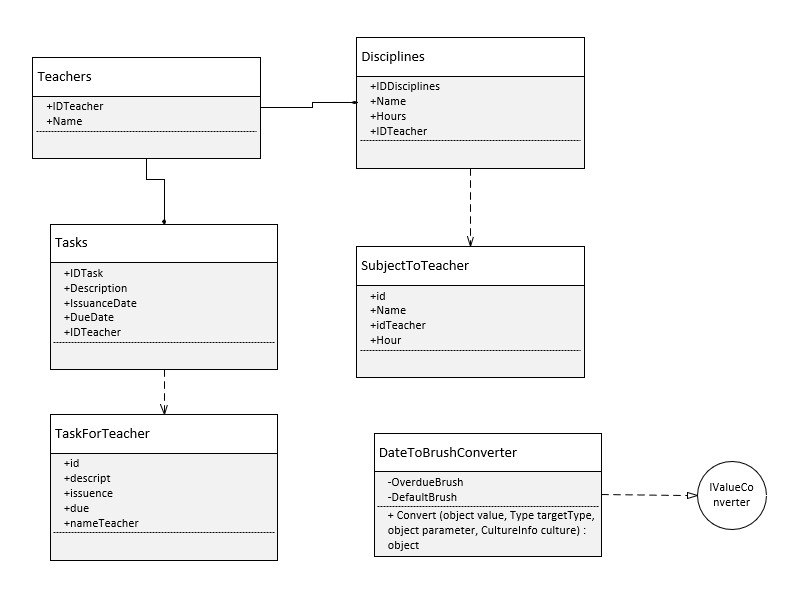 Teachers
+IDTeacher
+Name
Disciplines
+IDDisciplines
+Name
+Hours
+IDTeacher
Tasks
+IDTask
+Description
+IssuanceDate
+DueDate
+IDTeacher
SubjectToTeacher
+id
+Name
+idTeacher
+Hour
TaskForTeacher
+id
+descript
+issuence
+due
+nameTeacher
DateToBrushConverter
-OverdueBrush
-DefaultBrush
+ Convert (object value, Type targetType,
object parameter, CultureInfo culture) :
object
IValueCo
nverter